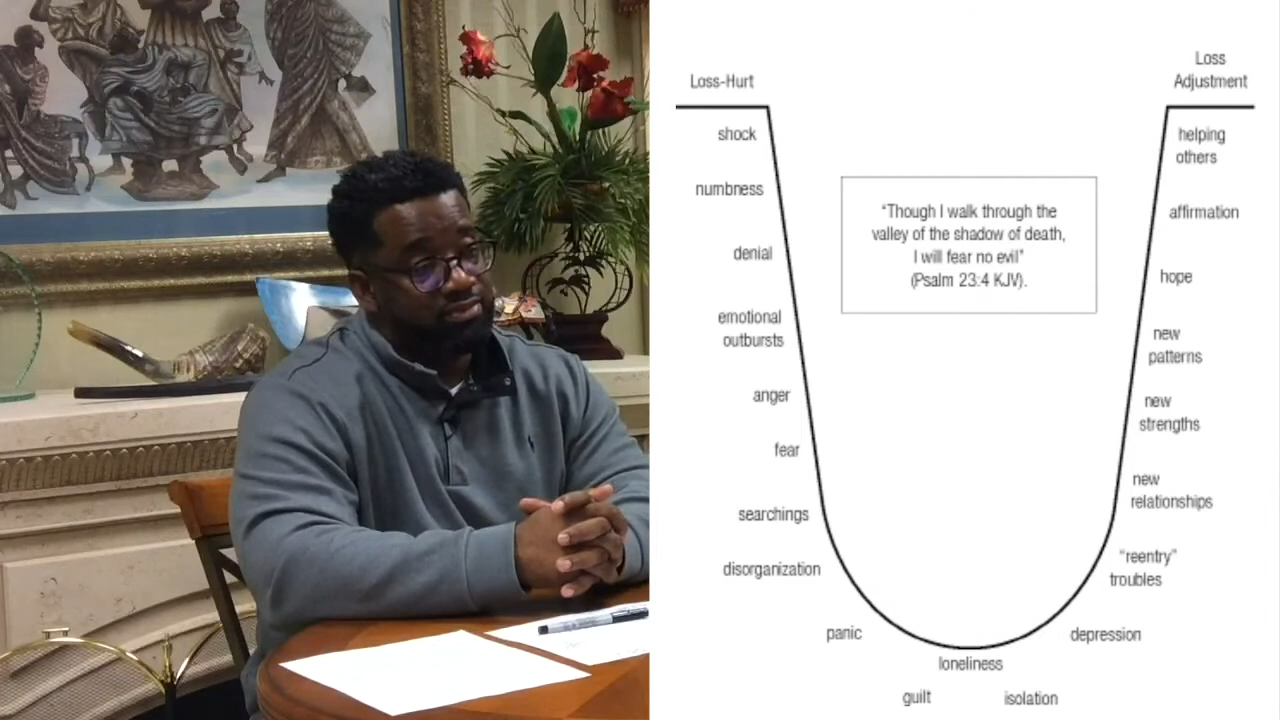 Loss-Hurt
shock
numbness
denial
emotional
outbursts
anger
fear
searchings
disorganization
panic
loneliness
guilt
isolation
depression
"reentry"
troubles
new
relationships
new
strengths
new
patterns
hope
affirmation
helping
others
Loss
Adjustment
"Though I walk through the
valley of the shadow of death,
I will fear no evil"
(Psalm 23:4 KJV).